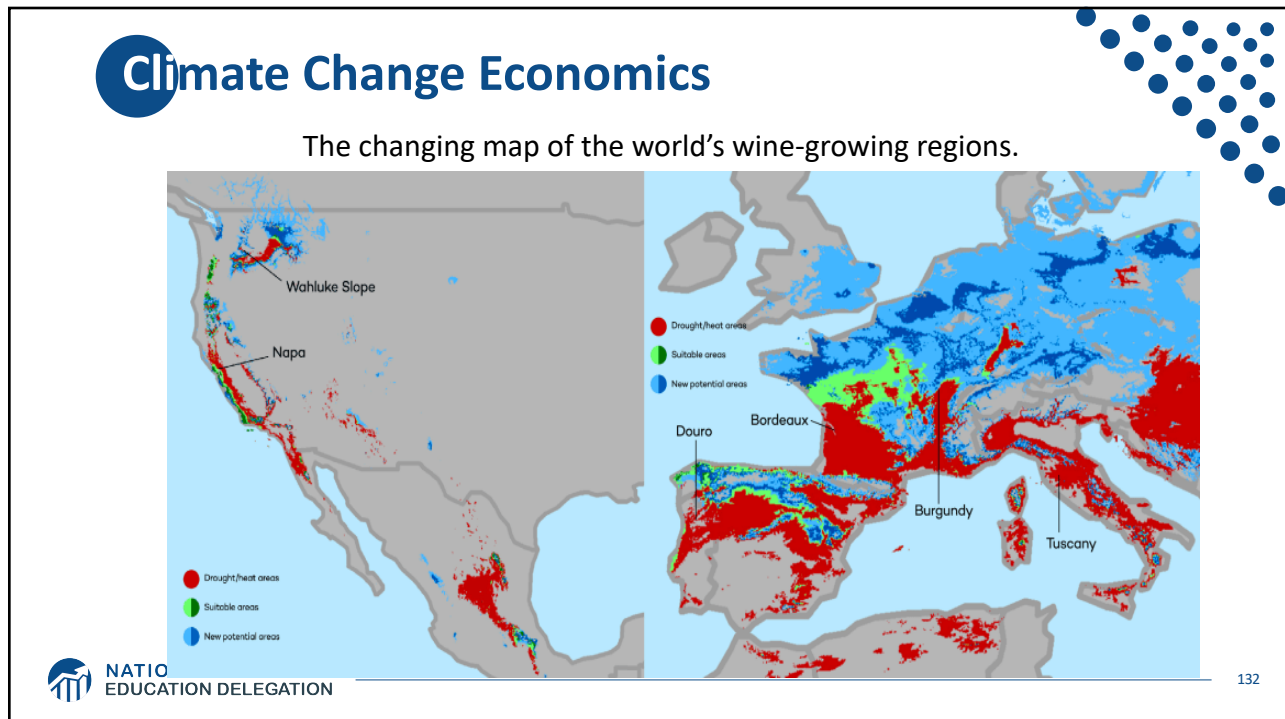 Climate Change Economics
The changing map of the world's wine-growing regions.
Wahluke Slope
Napa
Drought/heat areas
Suitable areas
New potential areas
Drought/heat areas
Suitable areas
New potential areas
Bordeaux
Douro
Burgundy
Tuscany
NATIO
EDUCATION DELEGATION
132